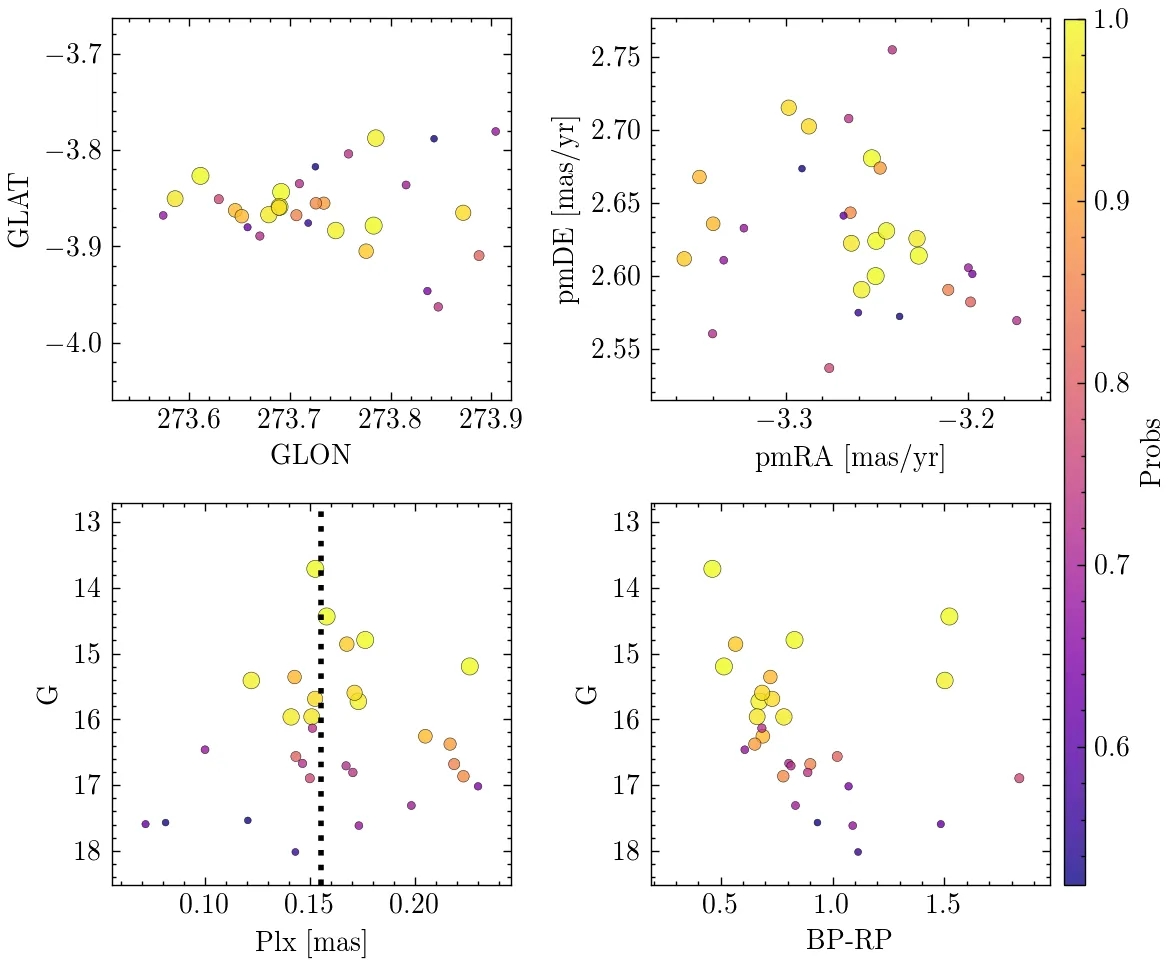 −3.7
−3.8
−3.9
−4.0
GLAT
273.6 273.7 273.8 273.9
GLON
2.75
2.70
2.65
2.60
2.55
pmDE [mas/yr]
−3.3 −3.2
pmRA [mas/yr]
1.0
0.9
0.8
0.7
0.6
Probs
13
14
15
16
17
18
G
0.10 0.15 0.20
Plx [mas]
13
14
15
16
17
18
G
0.5 1.0 1.5
BP-RP